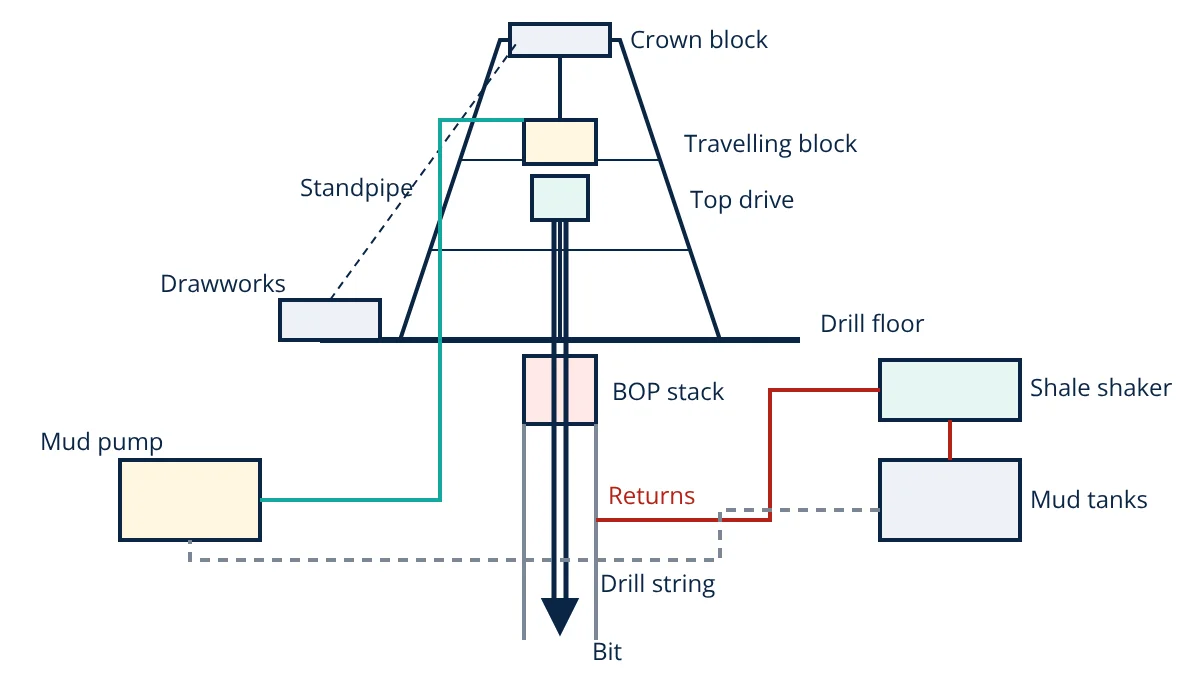 Crown block
Travelling block
Standpipe
Top drive
Drawworks
Drill floor
BOP stack
Shale shaker
Mud pump
Returns
Mud tanks
Drill string
Bit